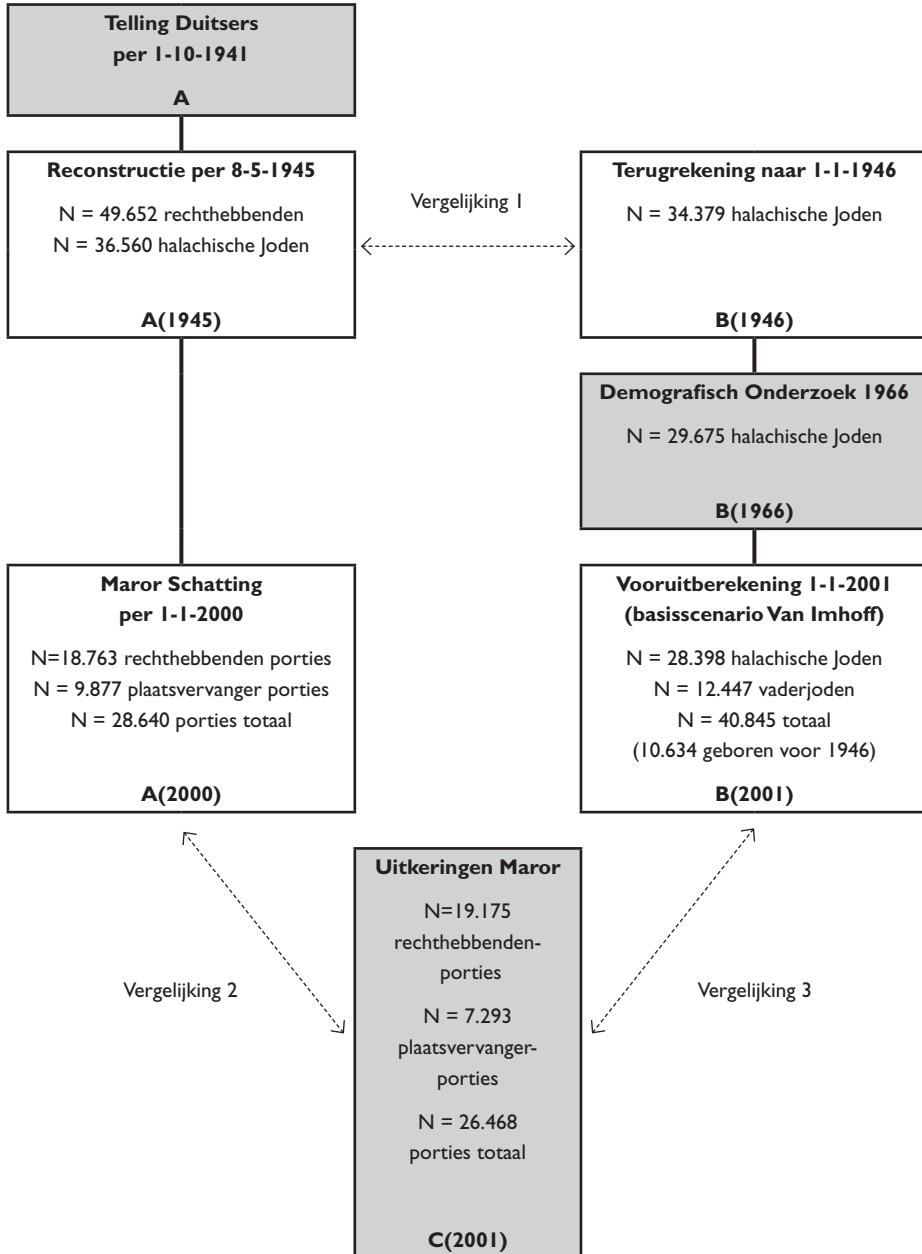 Telling Duitsers
per 1-10-1941
A
Reconstructie per 8-5-1945
N = 49.652 rechthebbenden
N = 36.560 halachische Joden
A(1945)
Vergelijking 1
Terugrekening naar 1-1-1946
N = 34.379 halachische Joden
B(1946)
Demografisch Onderzoek 1966
N = 29.675 halachische Joden
B(1966)
Maror Schatting
per 1-1-2000
N=18.763 rechthebbenden porties
N = 9.877 plaatsvervanger porties
N = 28.640 porties totaal
A(2000)
Vooruitberekening 1-1-2001
(basisscenario Van Imhoff)
N = 28.398 halachische Joden
N = 12.447 vaderjoden
N = 40.845 totaal
(10.634 geboren voor 1946)
B(2001)
Vergelijking 2
Uitkeringen Maror
N=19.175
rechthebbenden-
porties
N = 7.293
plaatsvervanger-
porties
N = 26.468
porties totaal
C(2001)
Vergelijking 3